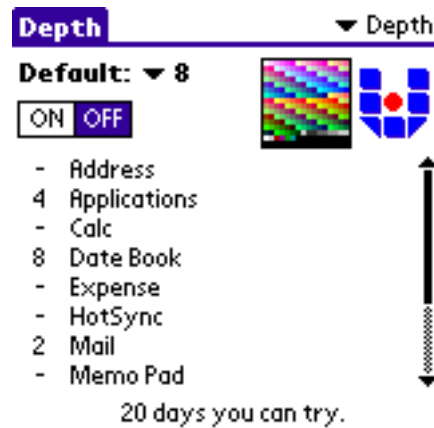 Depth ▼ Depth
Default: ▼ 8
ON OFF
- Address
4 Applications
- Calc
8 Date Book
- Expense
- HotSync
2 Mail
- Memo Pad
20 days you can try.